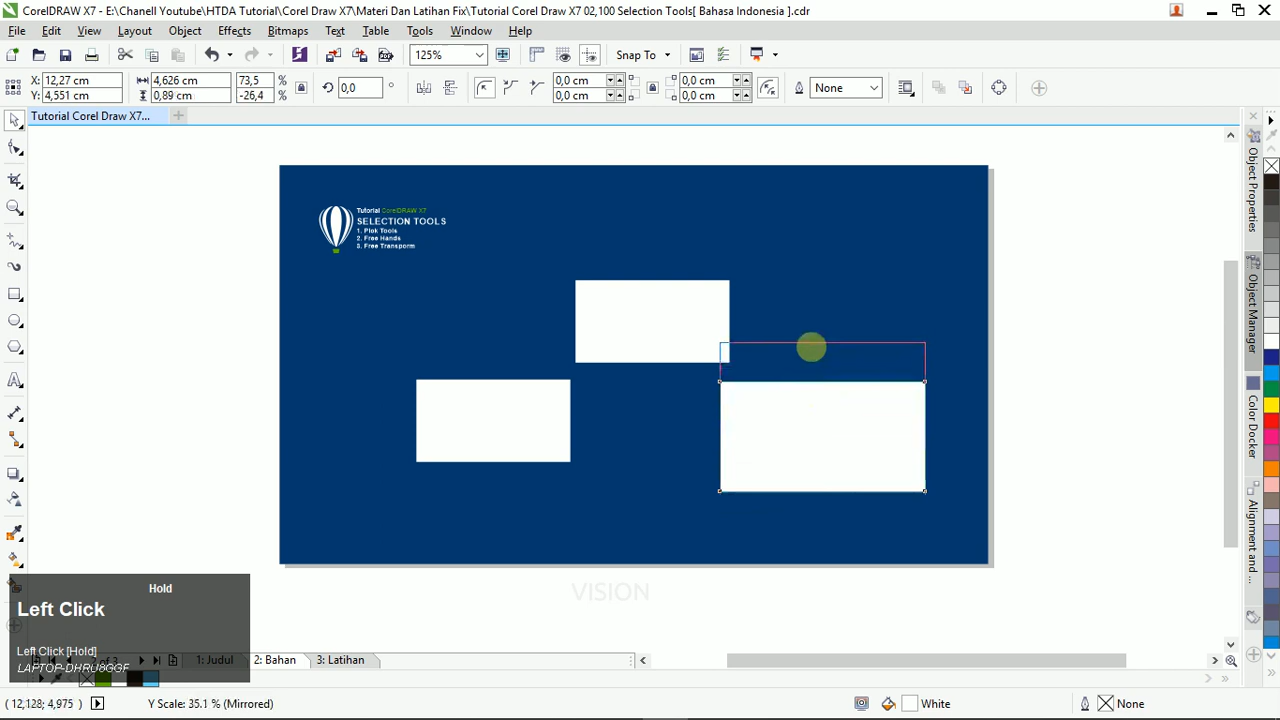 CorelDRAW X7 - E:\Chanell Youtube\HTDA Tutorial\Corel Draw X7\Materi Dan Latihan Fix\Tutorial Corel Draw X7 02,100 Selection Tools[ Bahasa Indonesia ].cdr
File Edit View Layout Object Effects Bitmaps Text Table Tools Window Help
125% Snap To
X: 12,27 cm 4,626 cm 73,5 % 0,0 ° 0,0 cm 0,0 cm None
Y: 4,551 cm 0,89 cm -26,4 % 0,0 cm 0,0 cm
Tutorial Corel Draw X7...
Tutorial CorelDRAW X7
SELECTION TOOLS
1. Piok Tools
2. Free Hands
3. Free Transporm
Object Properties
Object Manager
Color Docker
Alignment and ...
VISION
Hold
Left Click
Left Click [Hold]
LAPTOP-DHRU8GGF
2 of 3 1: Judul 2: Bahan 3: Latihan
( 12,128; 4,975 ) Y Scale: 35.1 % (Mirrored) White None